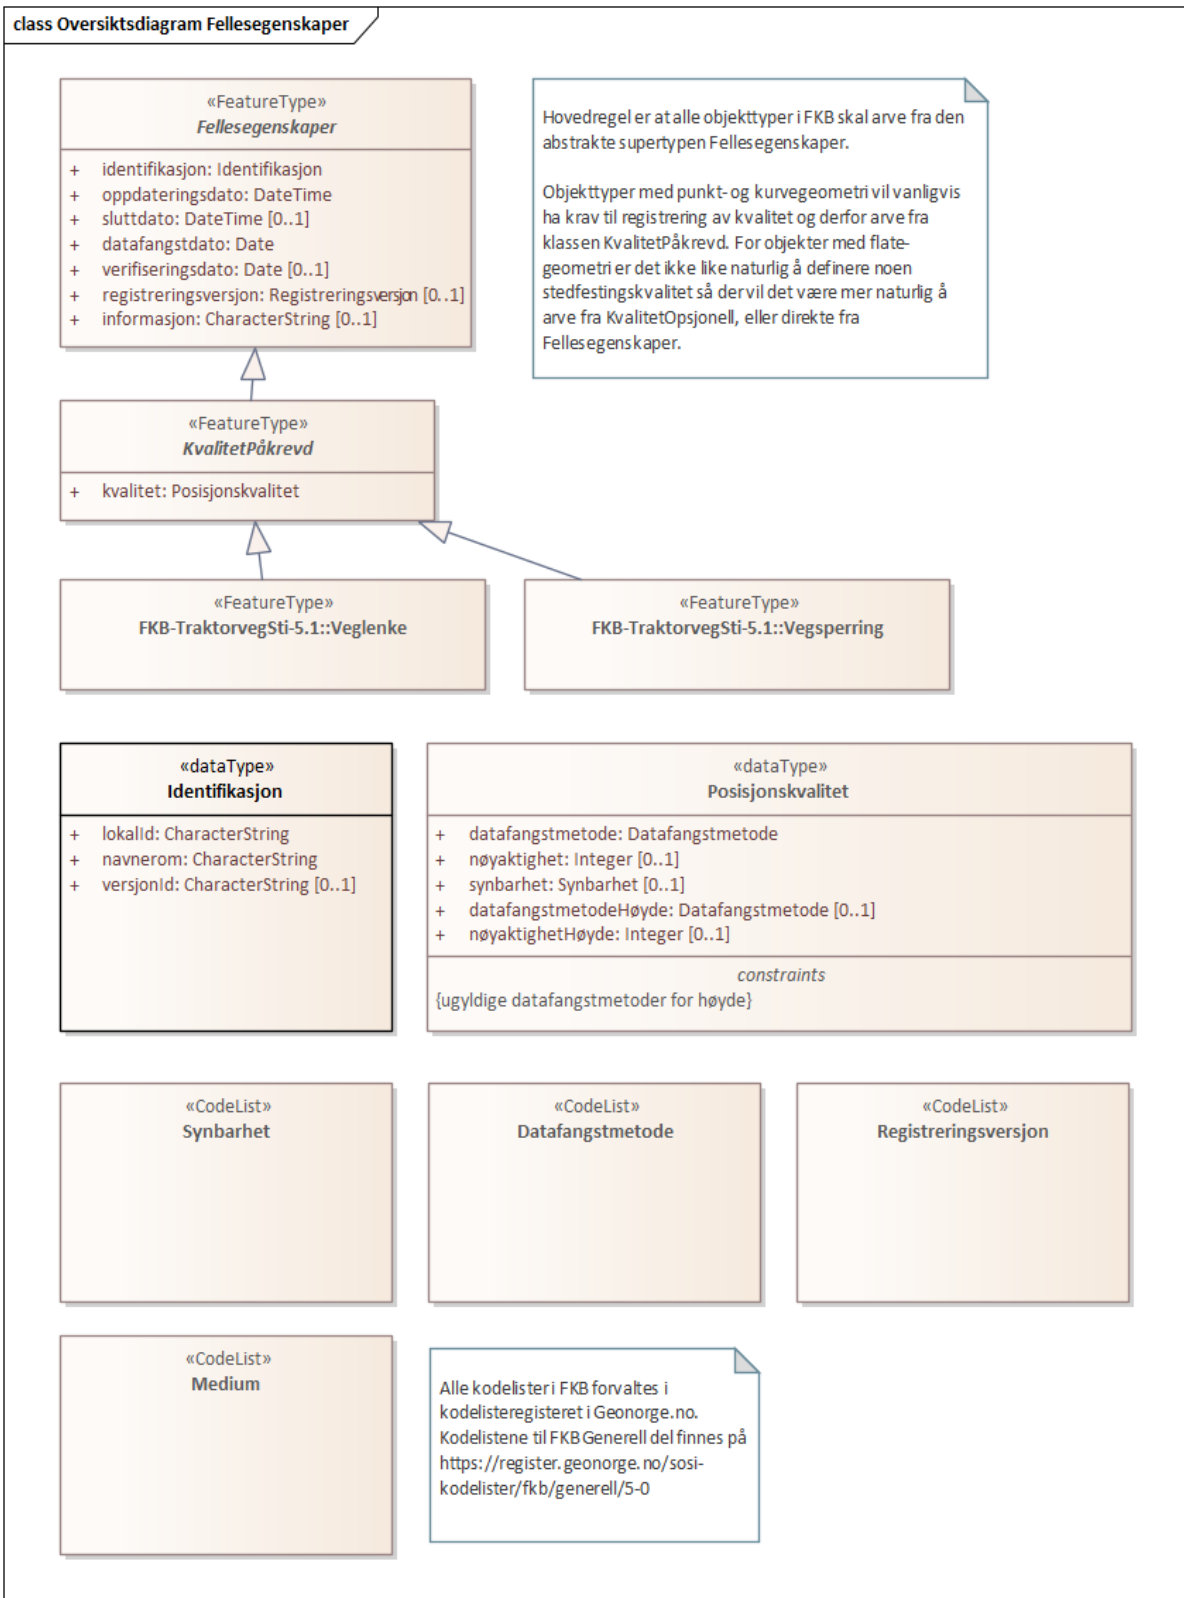 class Oversiktsdiagram Fellesegenskaper
«FeatureType»
Fellesegenskaper
+ identifikasjon: Identifikasjon
+ oppdateringsdato: DateTime
+ sluttdato: DateTime [0..1]
+ datafangstdato: Date
+ verifiseringsdato: Date [0..1]
+ registreringsversjon: Registreringsversjon [0..1]
+ informasjon: CharacterString [0..1]
Hovedregel er at alle objekttyper i FKB skal arve fra den
abstrakte supertypen Fellesegenskaper.
Objekttyper med punkt- og kurvegeometri vil vanligvis
ha krav til registrering av kvalitet og derfor arve fra
klassen KvalitetPåkrevd. For objekter med flate-
geometri er det ikke like naturlig å definere noen
stedfestingskvalitet så der vil det være mer naturlig å
arve fra KvalitetOpsjonell, eller direkte fra
Fellesegenskaper.
«FeatureType»
KvalitetPåkrevd
+ kvalitet: Posisjonskvalitet
«FeatureType»
FKB-TraktorvegSti-5.1::Veglenke
«FeatureType»
FKB-TraktorvegSti-5.1::Vegsperring
«dataType»
Identifikasjon
+ lokalId: CharacterString
+ navnerom: CharacterString
+ versjonId: CharacterString [0..1]
«dataType»
Posisjonskvalitet
+ datafangstmetode: Datafangstmetode
+ nøyaktighet: Integer [0..1]
+ synbarhet: Synbarhet [0..1]
+ datafangstmetodeHøyde: Datafangstmetode [0..1]
+ nøyaktighetHøyde: Integer [0..1]
constraints
{ugyldige datafangstmetoder for høyde}
«CodeList»
Synbarhet
«CodeList»
Datafangstmetode
«CodeList»
Registreringsversjon
«CodeList»
Medium
Alle kodelister i FKB forvaltes i
kodelisteregisteret i Geonorge.no.
Kodelistene til FKB Generell del finnes på
https://register.geonorge.no/sosi-
kodelister/fkb/generell/5-0